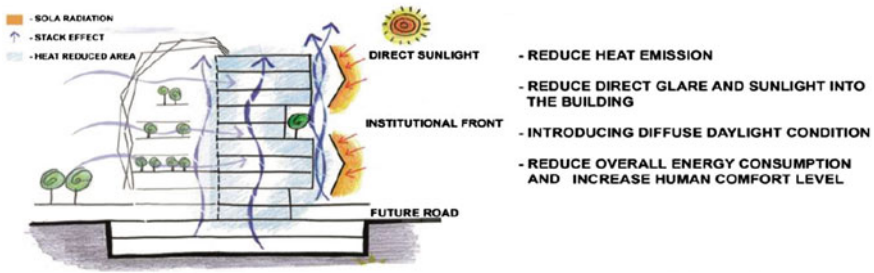 - SOLA RADIATION
- STACK EFFECT
- HEAT REDUCED AREA
DIRECT SUNLIGHT
INSTITUTIONAL FRONT
FUTURE ROAD
- REDUCE HEAT EMISSION
- REDUCE DIRECT GLARE AND SUNLIGHT INTO
THE BUILDING
- INTRODUCING DIFFUSE DAYLIGHT CONDITION
- REDUCE OVERALL ENERGY CONSUMPTION
AND INCREASE HUMAN COMFORT LEVEL